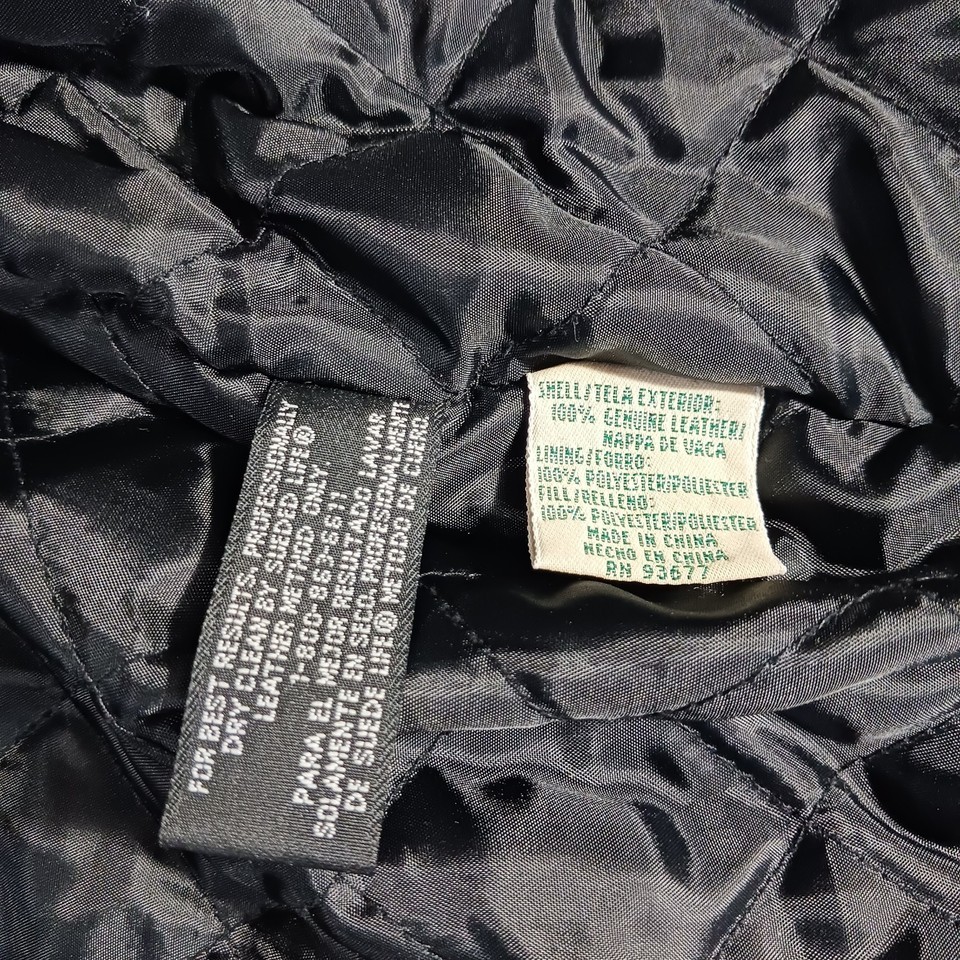 FOR BEST RESULTS, PROFESSIONALLY
DRY CLEAN BY SUEDE LIFE®
LEATHER METHOD ONLY
1-800-863-6611
PARA EL MEJOR RESULTADO LAVAR
SOLAMENTE EN SECO PROFESIONALMENTE
DE SUEDE LIFE® METODO DE CUERO
SHELL/TELA EXTERIOR:
100% GENUINE LEATHER/
NAPPA DE VACA
LINING/FORRO:
100% POLYESTER/POLIESTER
FILL/RELLENO:
100% POLYESTER/POLIESTER
MADE IN CHINA
HECHO EN CHINA
RN 93677